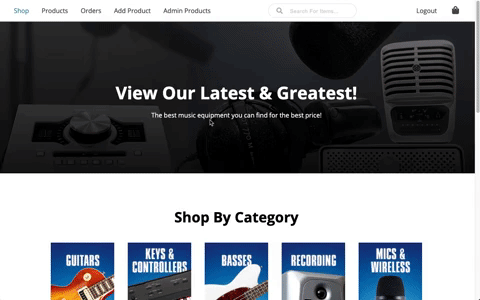 Shop Products Orders Add Product Admin Products Search For Items... Logout
View Our Latest & Greatest!
The best music equipment you can find for the best price!
Shop By Category
GUITARS
KEYS &
CONTROLLERS
BASSES
RECORDING
MICS &
WIRELESS